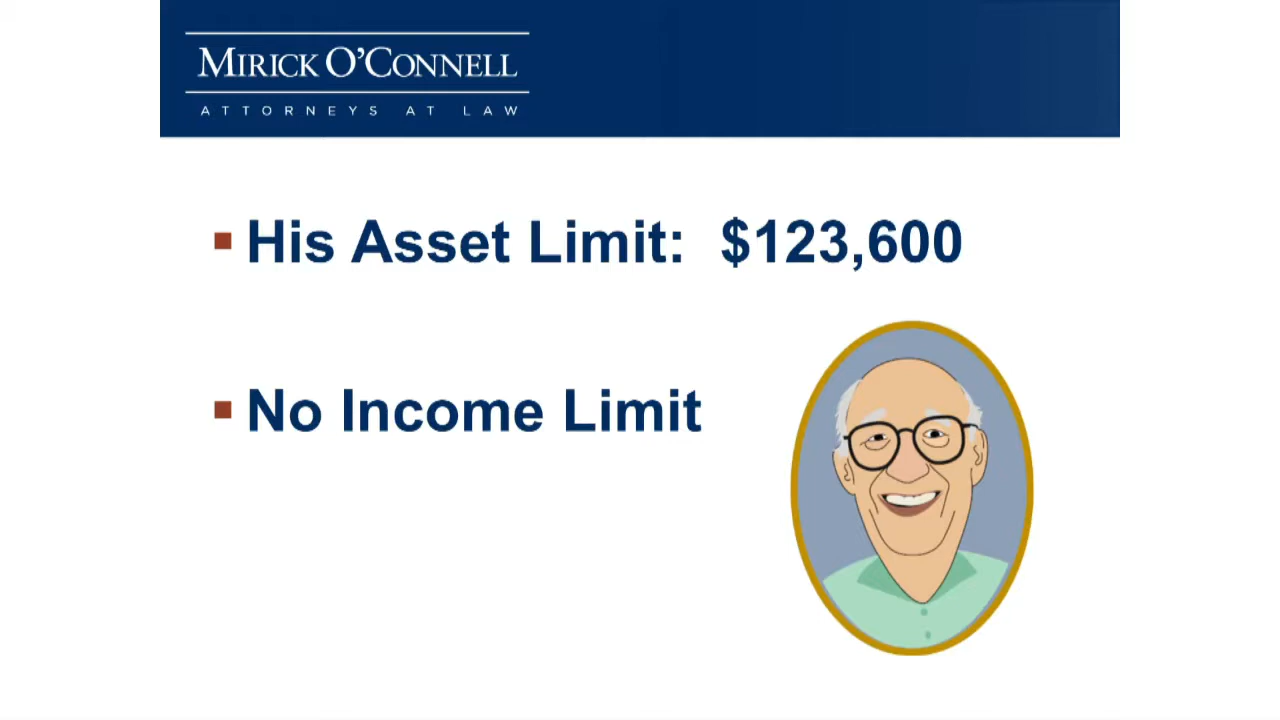 MIRICK O'CONNELL
ATTORNEYS AT LAW
▪ His Asset Limit: $123,600
▪ No Income Limit